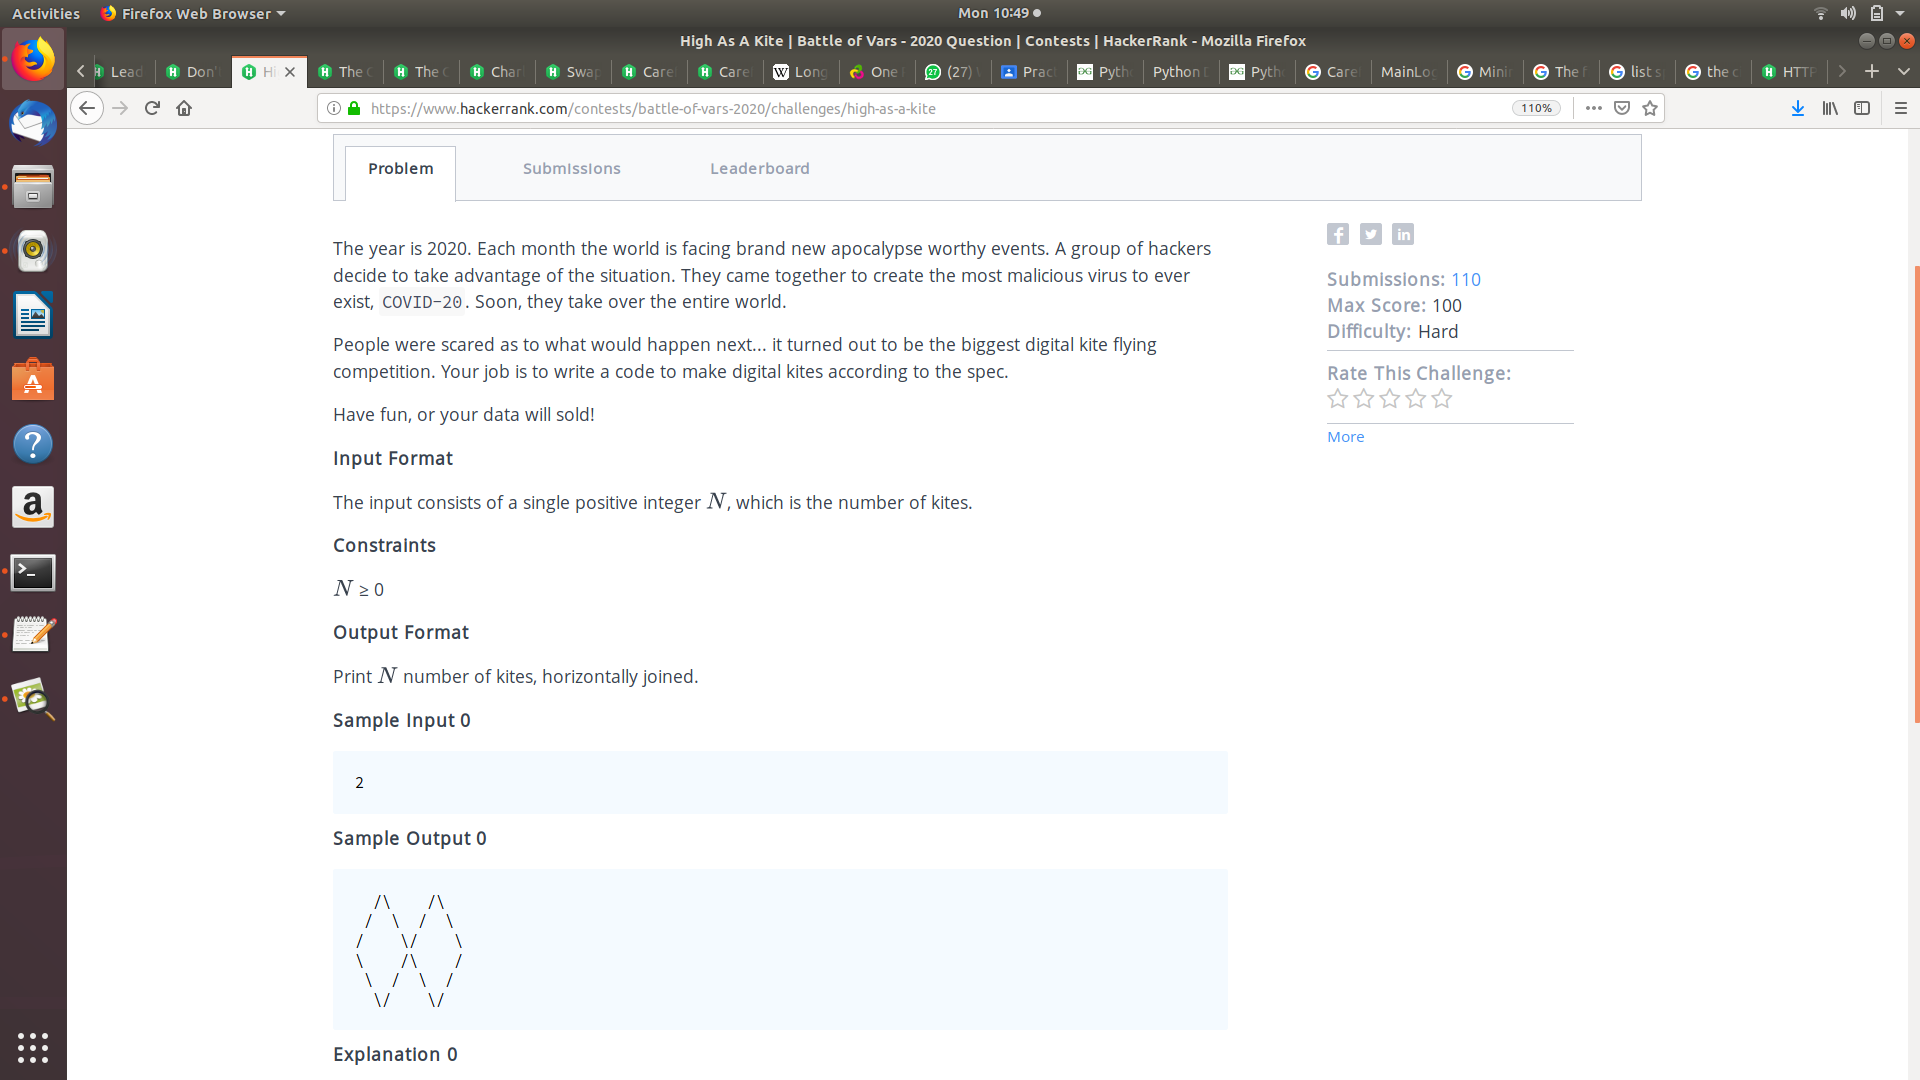 Activities Firefox Web Browser Mon 10:49
High As A Kite | Battle of Vars - 2020 Question | Contests | HackerRank - Mozilla Firefox
Lead Don' Hi The C The C Char Swap Care Care Long One (27) Prac Pyth Python D Pyth Care MainLog Mini The f list s the c HTTP
https://www.hackerrank.com/contests/battle-of-vars-2020/challenges/high-as-a-kite 110%
Problem Submissions Leaderboard
The year is 2020. Each month the world is facing brand new apocalypse worthy events. A group of hackers
decide to take advantage of the situation. They came together to create the most malicious virus to ever
exist, COVID-20. Soon, they take over the entire world.
People were scared as to what would happen next... it turned out to be the biggest digital kite flying
competition. Your job is to write a code to make digital kites according to the spec.
Have fun, or your data will sold!
Input Format
The input consists of a single positive integer N, which is the number of kites.
Constraints
N ≥ 0
Output Format
Print N number of kites, horizontally joined.
Sample Input 0
2
Sample Output 0
  /\    /\
 /  \  /  \
/    \/    \
\    /\    /
 \  /  \  /
  \/    \/
Explanation 0
Submissions: 110
Max Score: 100
Difficulty: Hard
Rate This Challenge:
More